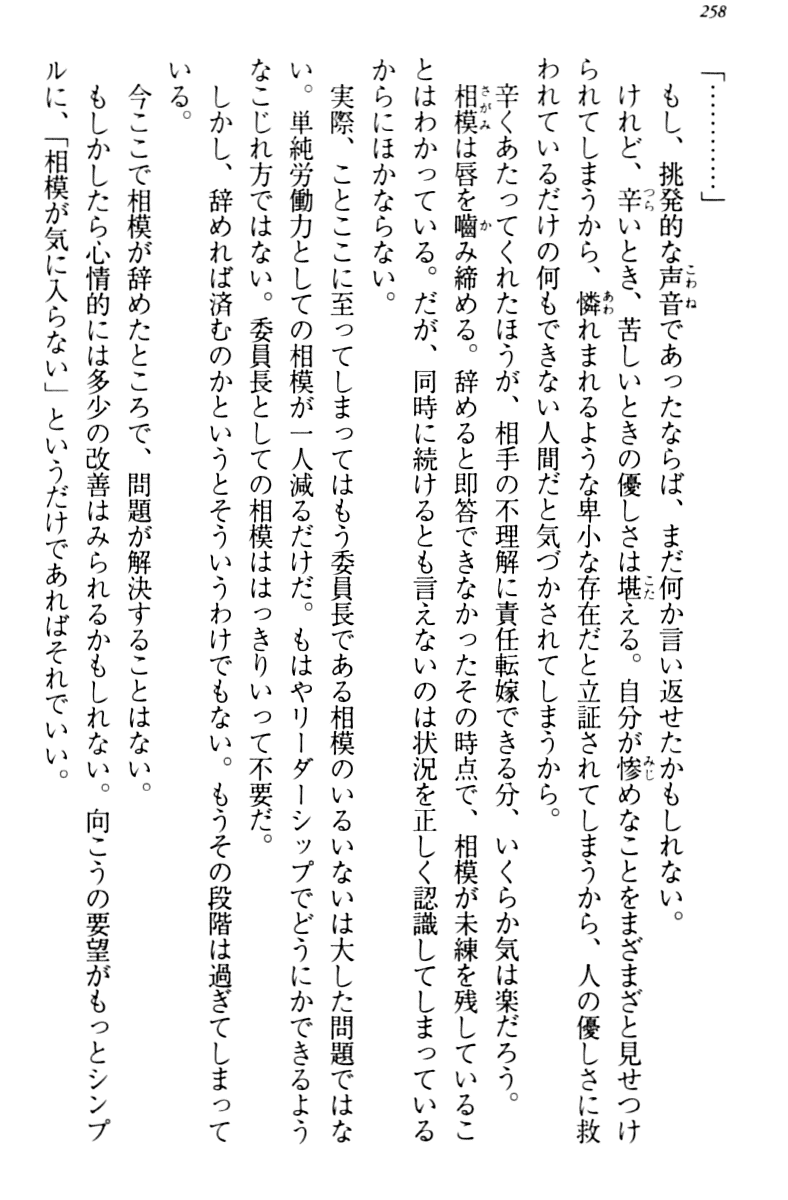 258
「…………」
もし、挑発的な声音であったならば、まだ何か言い返せたかもしれない。
けれど、辛いとき、苦しいときの優しさは堪える。自分が惨めなことをまざまざと見せつけ
られてしまうから、憐れまれるような卑小な存在だと立証されてしまうから、人の優しさに救
われているだけの何もできない人間だと気づかされてしまうから。
辛くあたってくれたほうが、相手の不理解に責任転嫁できる分、いくらか気は楽だろう。
相模は唇を嚙み締める。辞めると即答できなかったその時点で、相模が未練を残しているこ
とはわかっている。だが、同時に続けるとも言えないのは状況を正しく認識してしまっている
からにほかならない。
実際、ことここに至ってしまってはもう委員長である相模のいるいないは大した問題ではな
い。単純労働力としての相模が一人減るだけだ。もはやリーダーシップでどうにかできるよう
なこじれ方ではない。委員長としての相模ははっきりいって不要だ。
しかし、辞めれば済むのかというとそういうわけでもない。もうその段階は過ぎてしまって
いる。
今ここで相模が辞めたところで、問題が解決することはない。
もしかしたら心情的には多少の改善はみられるかもしれない。向こうの要望がもっとシンプ
ルに、「相模が気に入らない」というだけであればそれでいい。